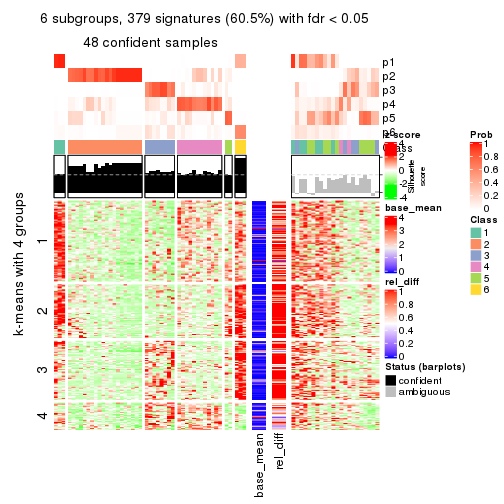 6 subgroups, 379 signatures (60.5%) with fdr < 0.05
48 confident samples
p1
p2
p3
p4
p5
p6
Class
k-means with 4 groups
1
2
3
4
base_mean
rel_diff
Silhouette
score
z-score
4
2
0
-2
-4
base_mean
4
3
2
1
0
rel_diff
1
0.8
0.6
0.4
0.2
0
Status (barplots)
confident
ambiguous
Prob
1
0.8
0.6
0.4
0.2
0
Class
1
2
3
4
5
6